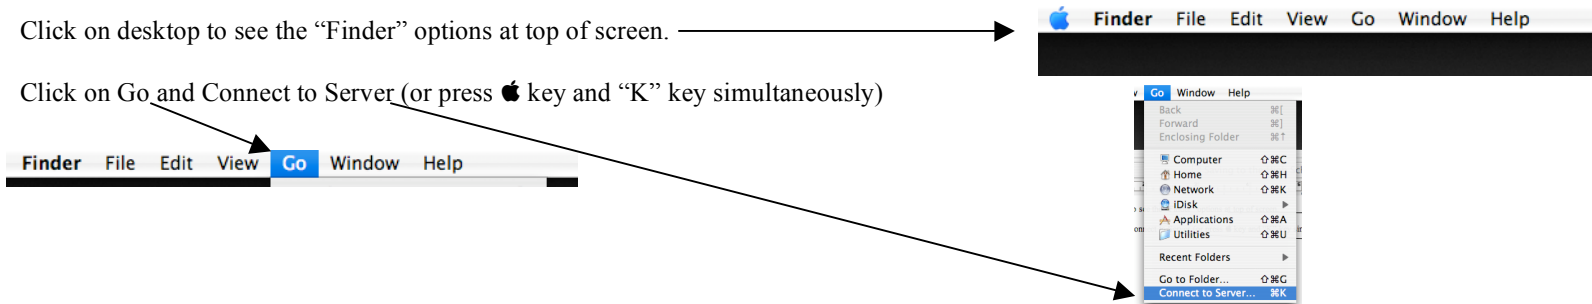 Click on desktop to see the “Finder” options at top of screen.
Finder File Edit View Go Window Help
Click on Go and Connect to Server (or press  key and “K” key simultaneously)
Finder File Edit View Go Window Help
Go Window Help
Back ⌘[
Forward ⌘]
Enclosing Folder ⌘↑
Computer ⇧⌘C
Home ⇧⌘H
Network ⇧⌘K
iDisk
Applications ⇧⌘A
Utilities ⇧⌘U
Recent Folders
Go to Folder... ⇧⌘G
Connect to Server... ⌘K